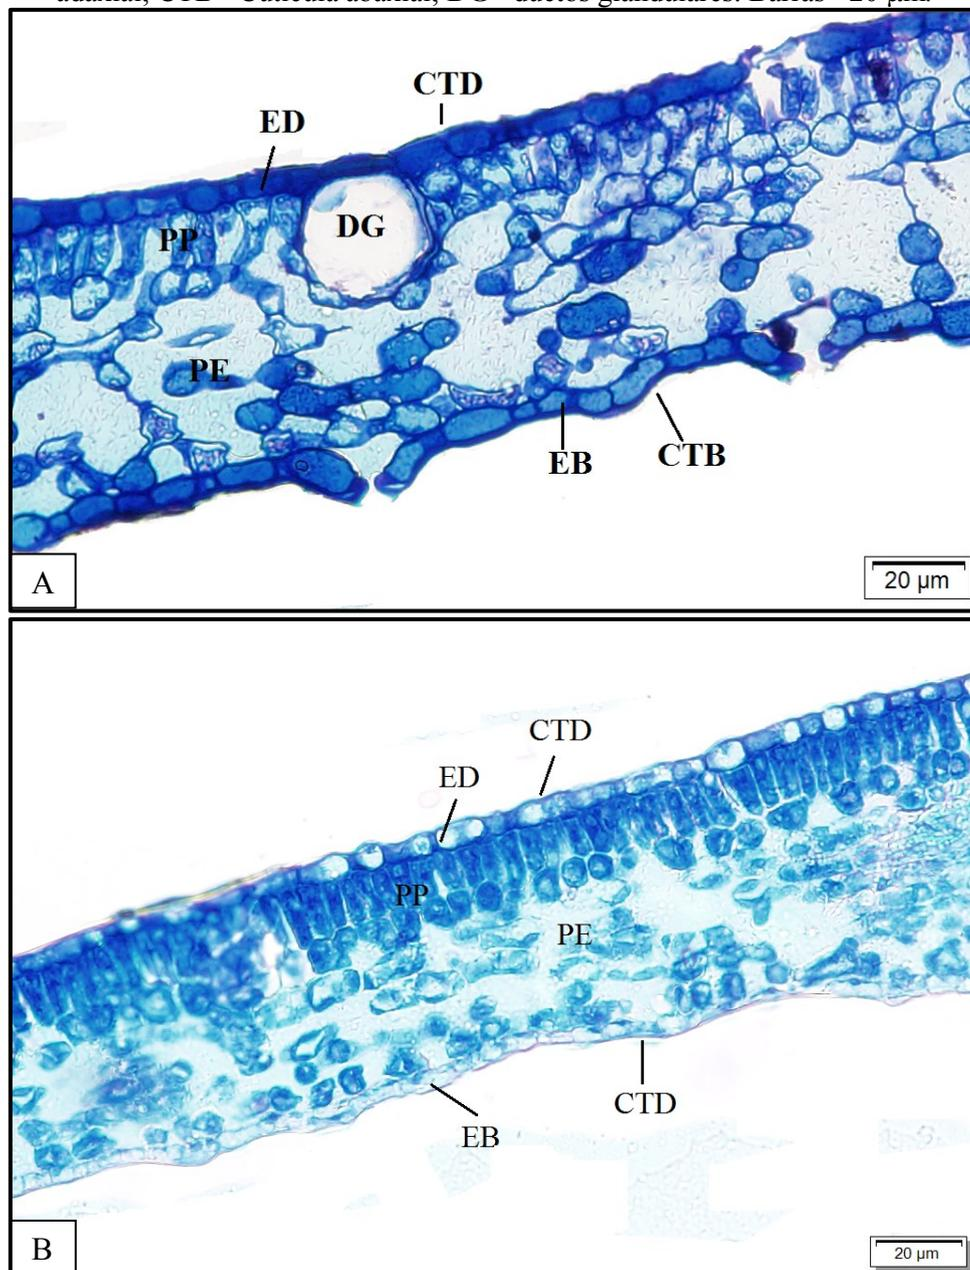 adaxial; CTB= Cutícula abaxial; DG= ductos glandulares. Barras= 20 µm.
CTD
ED
DG
PP
PE
EB
CTB
A
20 µm
CTD
ED
PP
PE
CTD
EB
B
20 µm